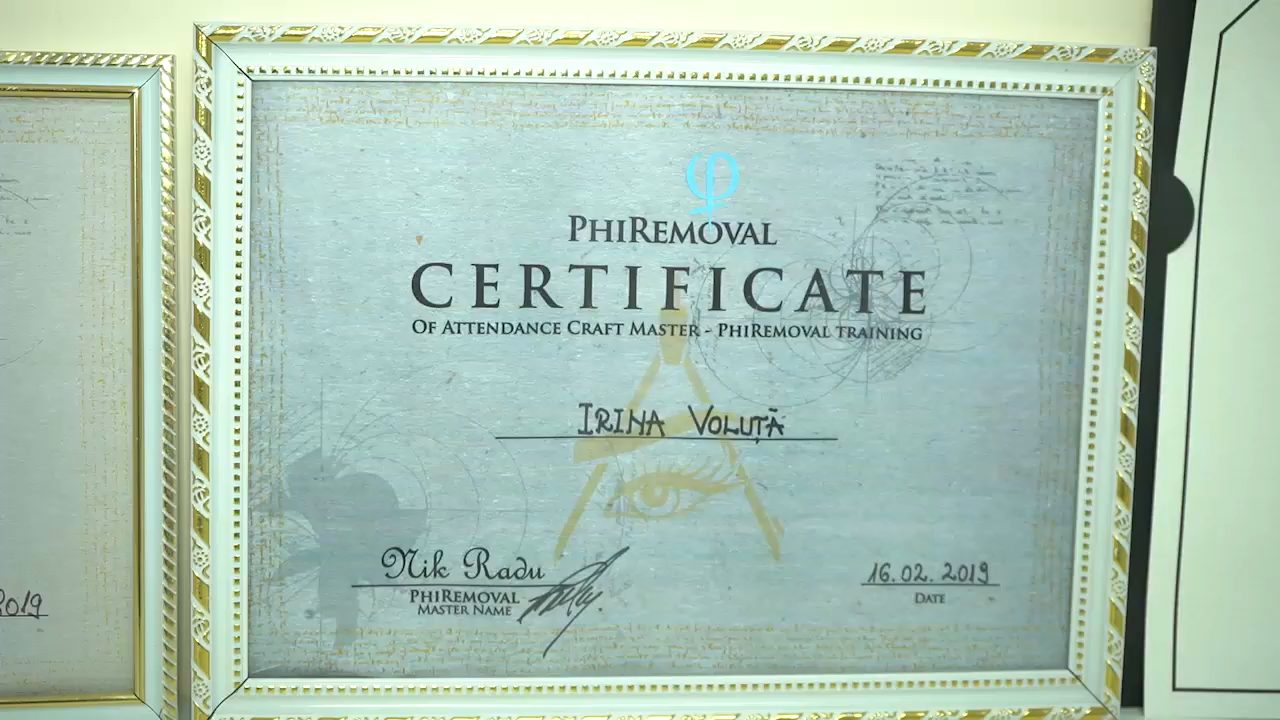 φ
PHIREMOVAL
CERTIFICATE
OF ATTENDANCE CRAFT MASTER - PHIREMOVAL TRAINING
IRINA VOLUȚĂ
Nik Radu
PHIREMOVAL
MASTER NAME
16.02.2019
DATE
2019